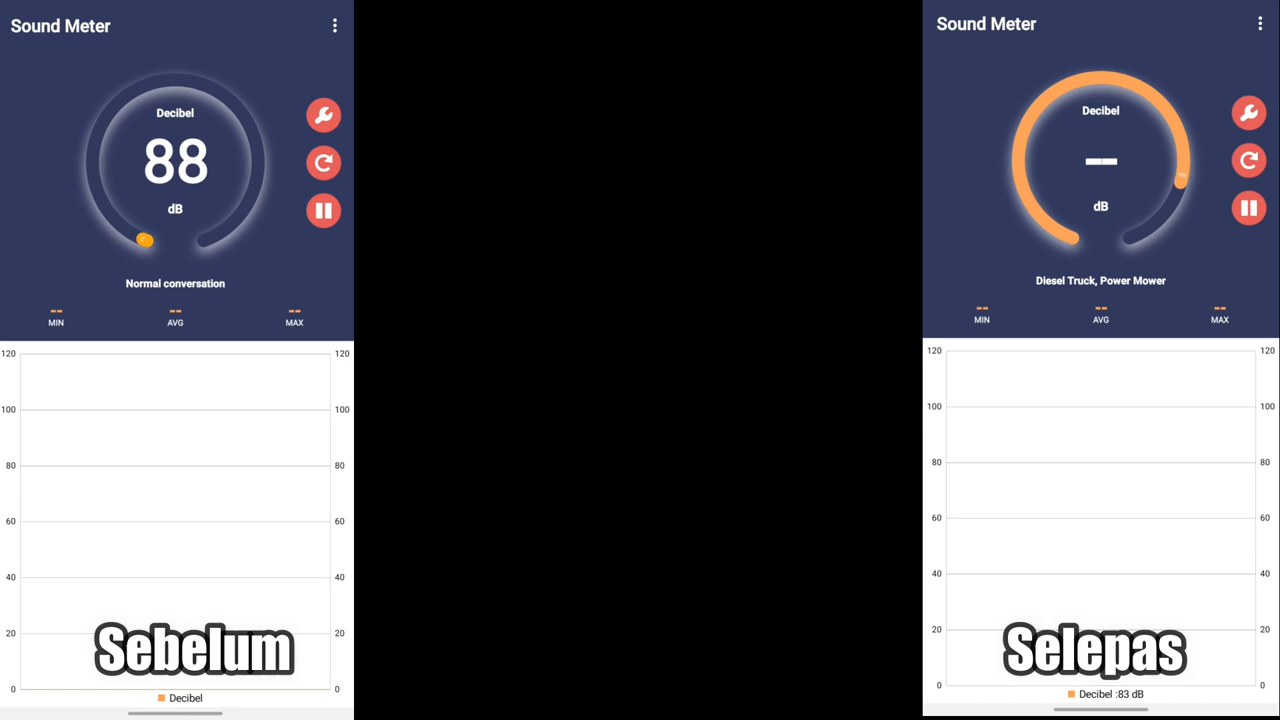 Sound Meter
Decibel
88
dB
Normal conversation
-- -- --
MIN AVG MAX
120 120
100 100
80 80
60 60
40 40
20 20
0 0
Decibel
Sebelum
Sound Meter
Decibel
--
dB
Diesel Truck, Power Mower
-- -- --
MIN AVG MAX
120 120
100 100
80 80
60 60
40 40
20 20
0 0
Decibel :83 dB
Selepas